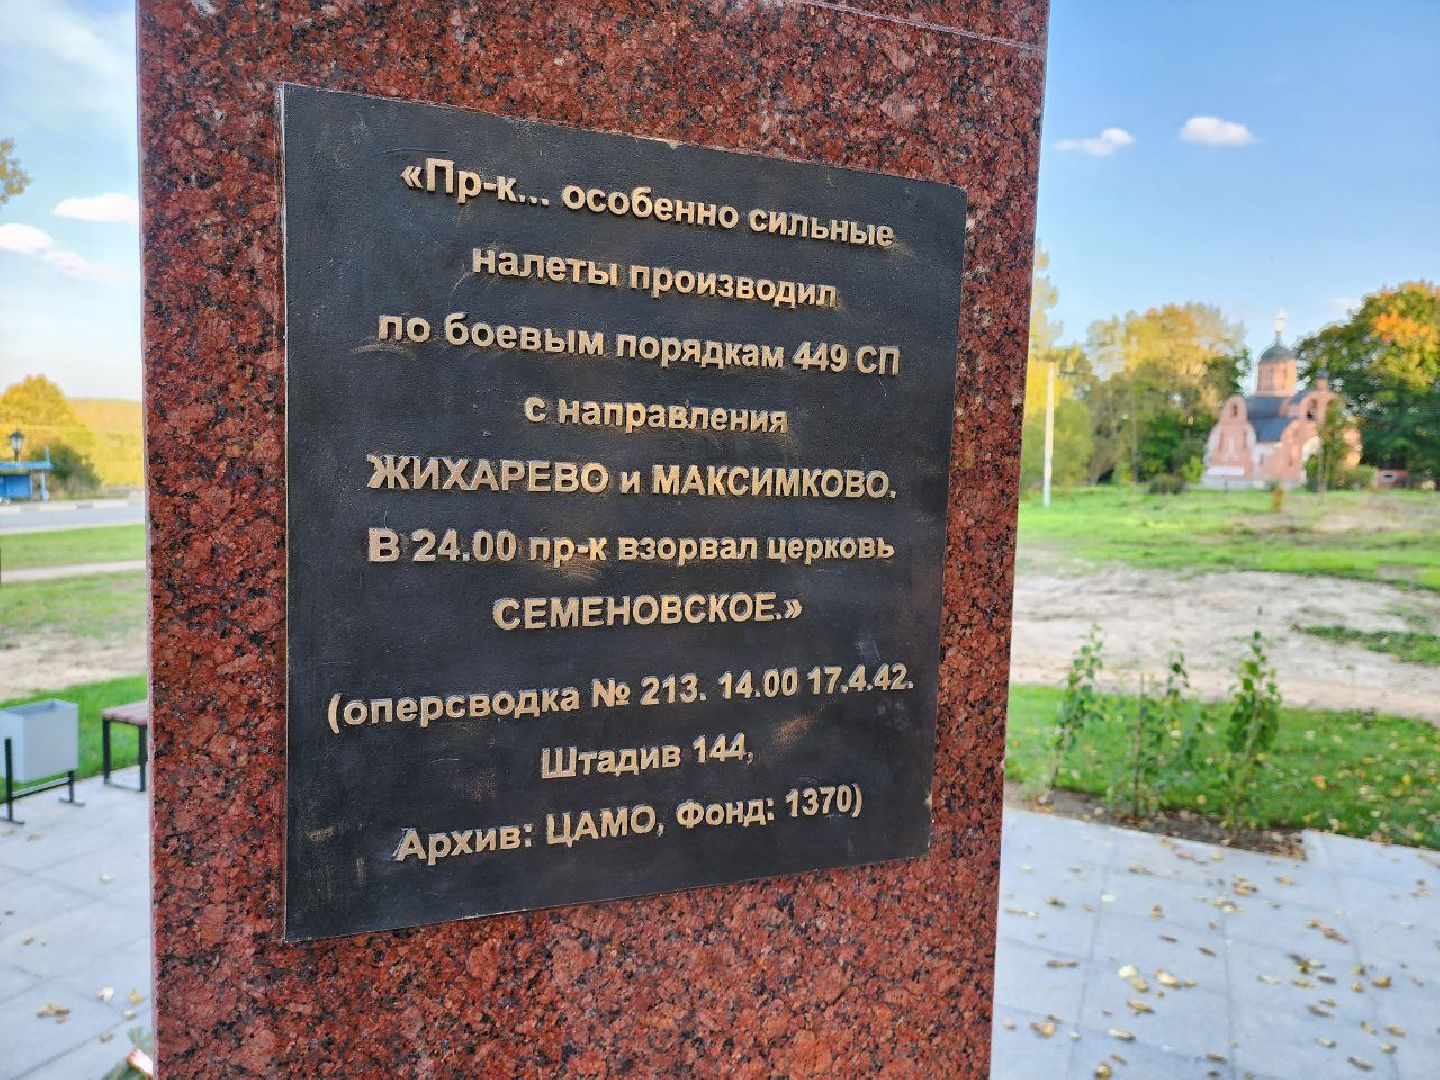 «Пр-к... особенно сильные
налеты производил
по боевым порядкам 449 СП
с направления
ЖИХАРЕВО и МАКСИМКОВО.
В 24.00 пр-к взорвал церковь
СЕМЕНОВСКОЕ.»
(оперсводка № 213. 14.00 17.4.42.
Штадив 144,
Архив: ЦАМО, Фонд: 1370)